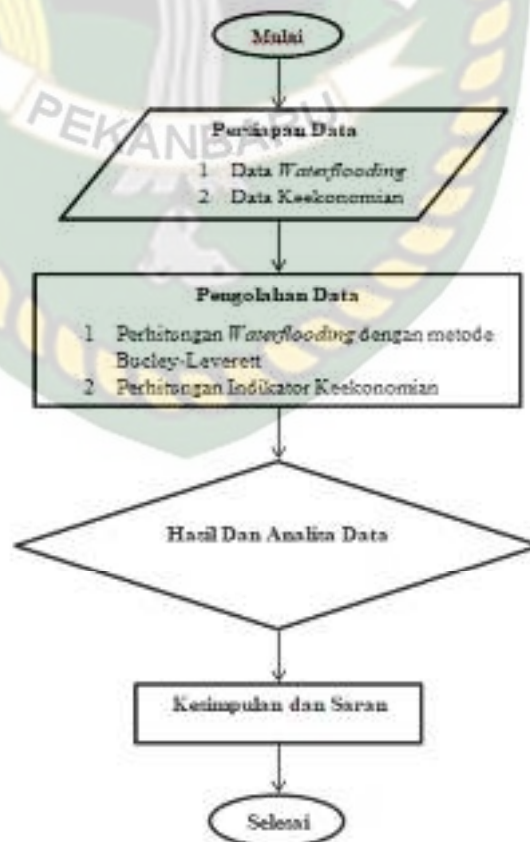 Mulai
PEKANBARU
Persiapan Data
1 Data Waterflooding
2 Data Keekonomian
Pengolahan Data
1 Perhitungan Waterflooding dengan metode
Bucley-Leverett
2 Perhitungan Indikator Keekonomian
Hasil Dan Analisa Data
Kesimpulan dan Saran
Selesai